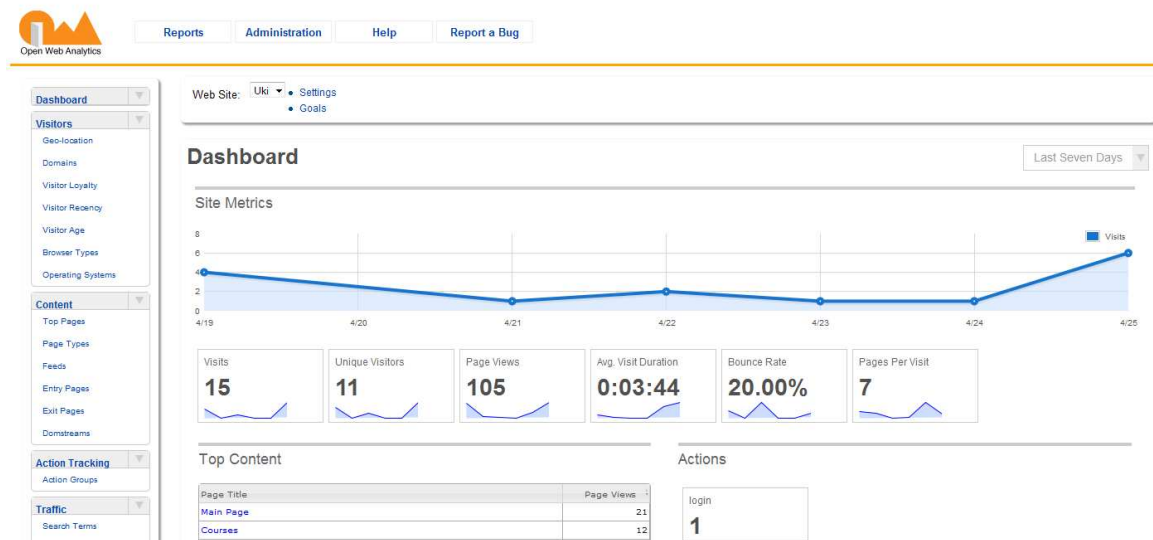 Open Web Analytics
Reports Administration Help Report a Bug
Dashboard
Visitors
Geo-location
Domains
Visitor Loyalty
Visitor Recency
Visitor Age
Browser Types
Operating Systems
Content
Top Pages
Page Types
Feeds
Entry Pages
Exit Pages
Domstreams
Action Tracking
Action Groups
Traffic
Search Terms
Web Site: Uki
Settings
Goals
Dashboard
Last Seven Days
Site Metrics
8
6
4
2
0
Visits
4/19 4/20 4/21 4/22 4/23 4/24 4/25
Visits
15
Unique Visitors
11
Page Views
105
Avg. Visit Duration
0:03:44
Bounce Rate
20.00%
Pages Per Visit
7
Top Content
Page Title Page Views
Main Page 21
Courses 12
Actions
login
1